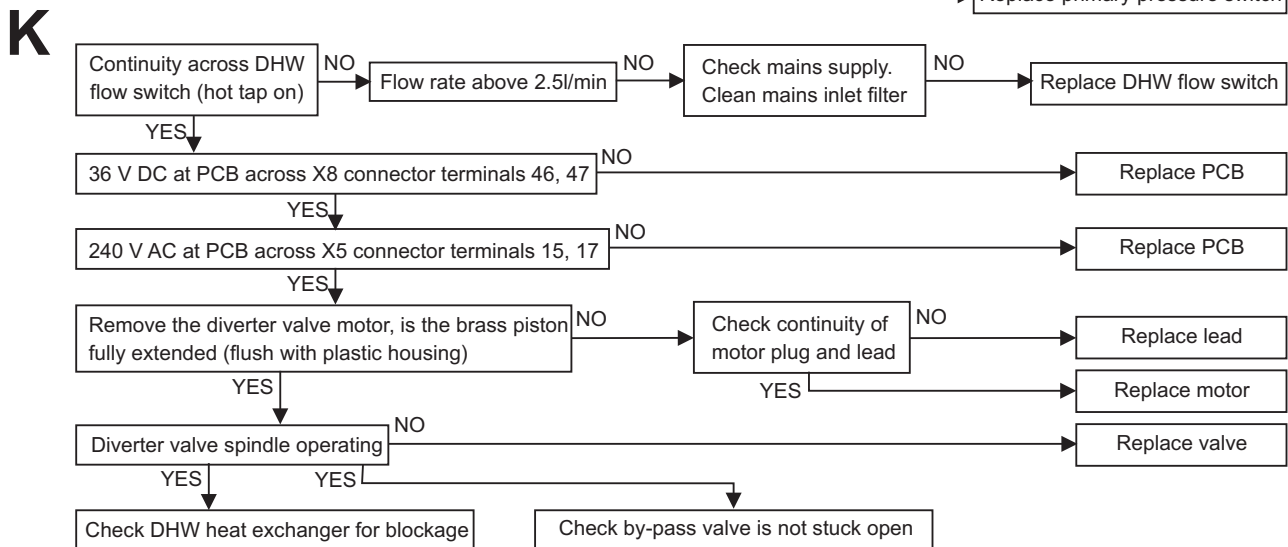 Replace primary pressure switch
K
Continuity across DHW
flow switch (hot tap on)
NO
Flow rate above 2.5l/min
NO
Check mains supply.
Clean mains inlet filter
NO
Replace DHW flow switch
YES
36 V DC at PCB across X8 connector terminals 46, 47
NO
Replace PCB
YES
240 V AC at PCB across X5 connector terminals 15, 17
NO
Replace PCB
YES
Remove the diverter valve motor, is the brass piston
fully extended (flush with plastic housing)
NO
Check continuity of
motor plug and lead
NO
Replace lead
YES
Replace motor
YES
Diverter valve spindle operating
NO
Replace valve
YES
YES
Check DHW heat exchanger for blockage
Check by-pass valve is not stuck open